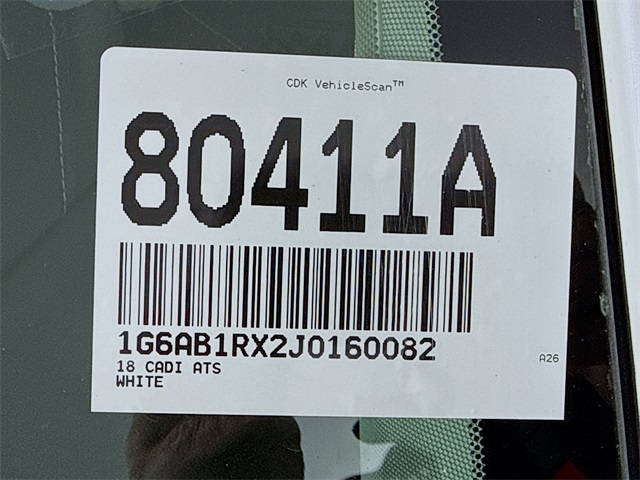 CDK VehicleScan™
80411A
1G6AB1RX2J0160082
18 CADI ATS
WHITE
A26